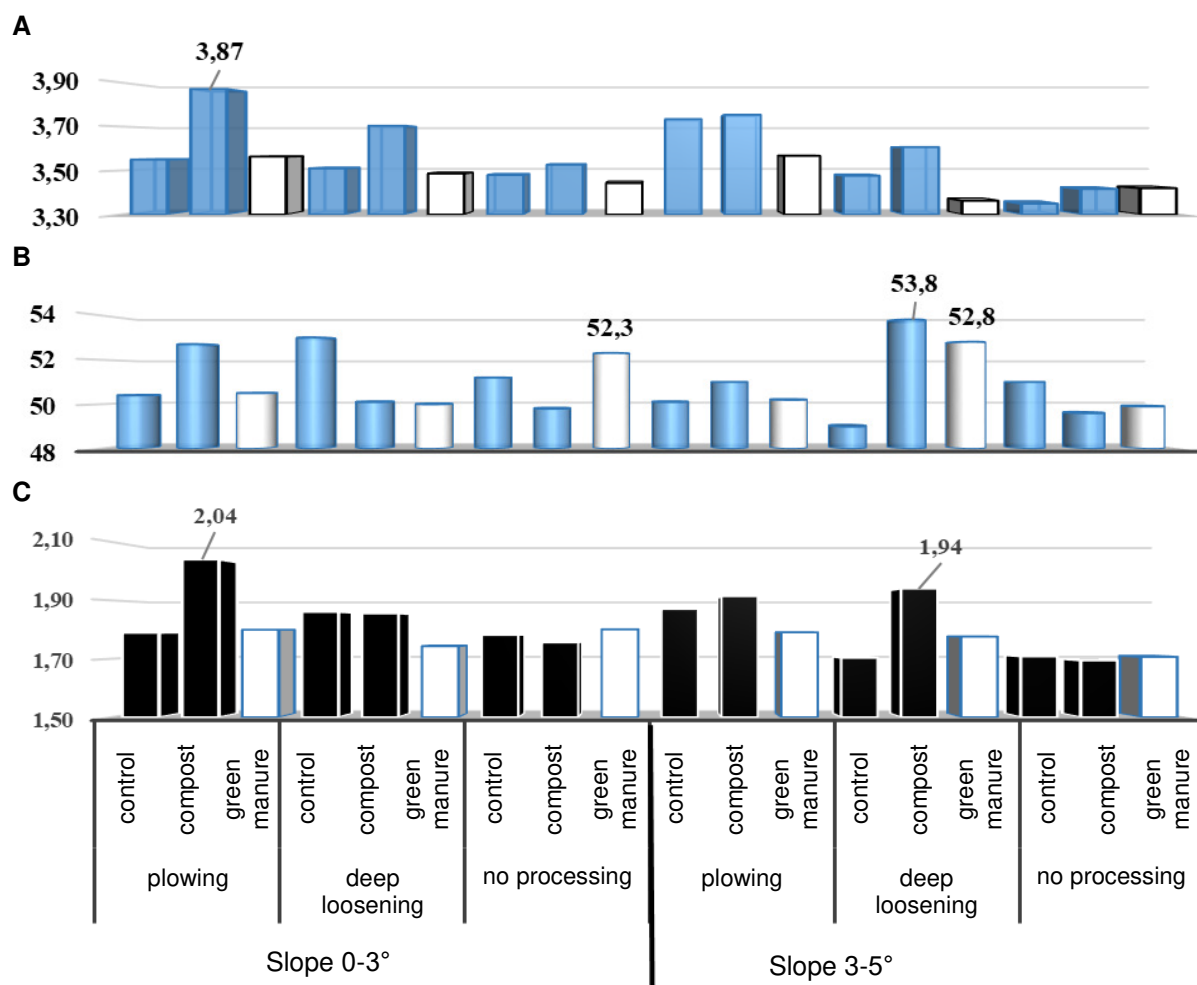 A
3,87
3,90
3,70
3,50
3,30
B
53,8
52,3
52,8
54
52
50
48
C
2,04
1,94
2,10
1,90
1,70
1,50
control
compost
green
manure
control
compost
green
manure
control
compost
green
manure
control
compost
green
manure
control
compost
green
manure
control
compost
green
manure
plowing
deep
loosening
no processing
plowing
deep
loosening
no processing
Slope 0-3°
Slope 3-5°